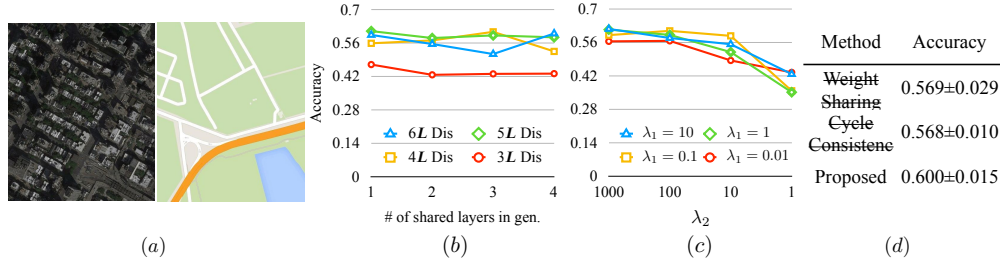 0.7
0.56
0.42
0.28
0.14
0
Accuracy
6L Dis
5L Dis
4L Dis
3L Dis
1 2 3 4
# of shared layers in gen.
0.7
0.56
0.42
0.28
0.14
0
λ₁ = 10
λ₁ = 1
λ₁ = 0.1
λ₁ = 0.01
1000 100 10 1
λ₂
Method Accuracy
Weight
Sharing
0.569±0.029
Cycle
Consistenc
0.568±0.010
Proposed 0.600±0.015
(a) (b) (c) (d)